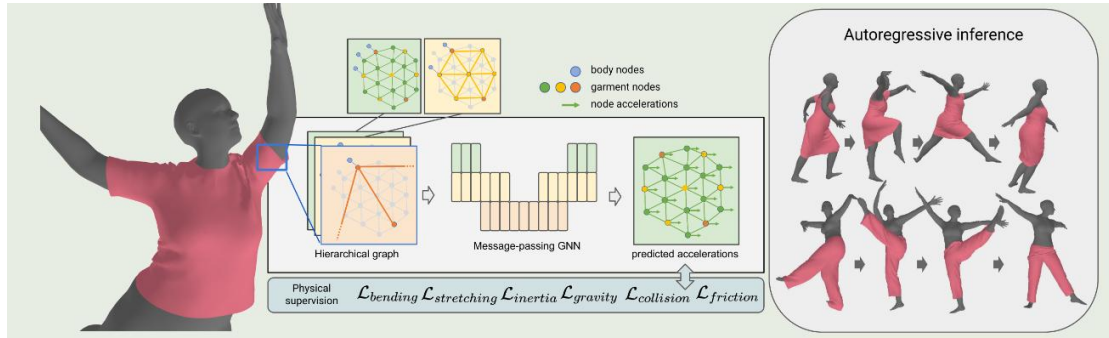 body nodes
garment nodes
node accelerations
Hierarchical graph
Message-passing GNN
predicted accelerations
Physical
supervision
ℒbending ℒstretching ℒinertia ℒgravity ℒcollision ℒfriction
Autoregressive inference